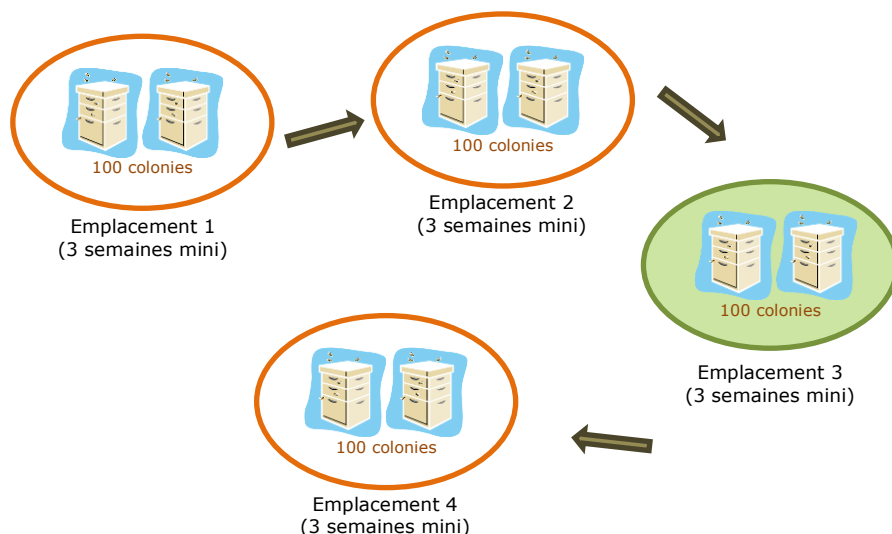 100 colonies
Emplacement 1
(3 semaines mini)
100 colonies
Emplacement 2
(3 semaines mini)
100 colonies
Emplacement 3
(3 semaines mini)
100 colonies
Emplacement 4
(3 semaines mini)